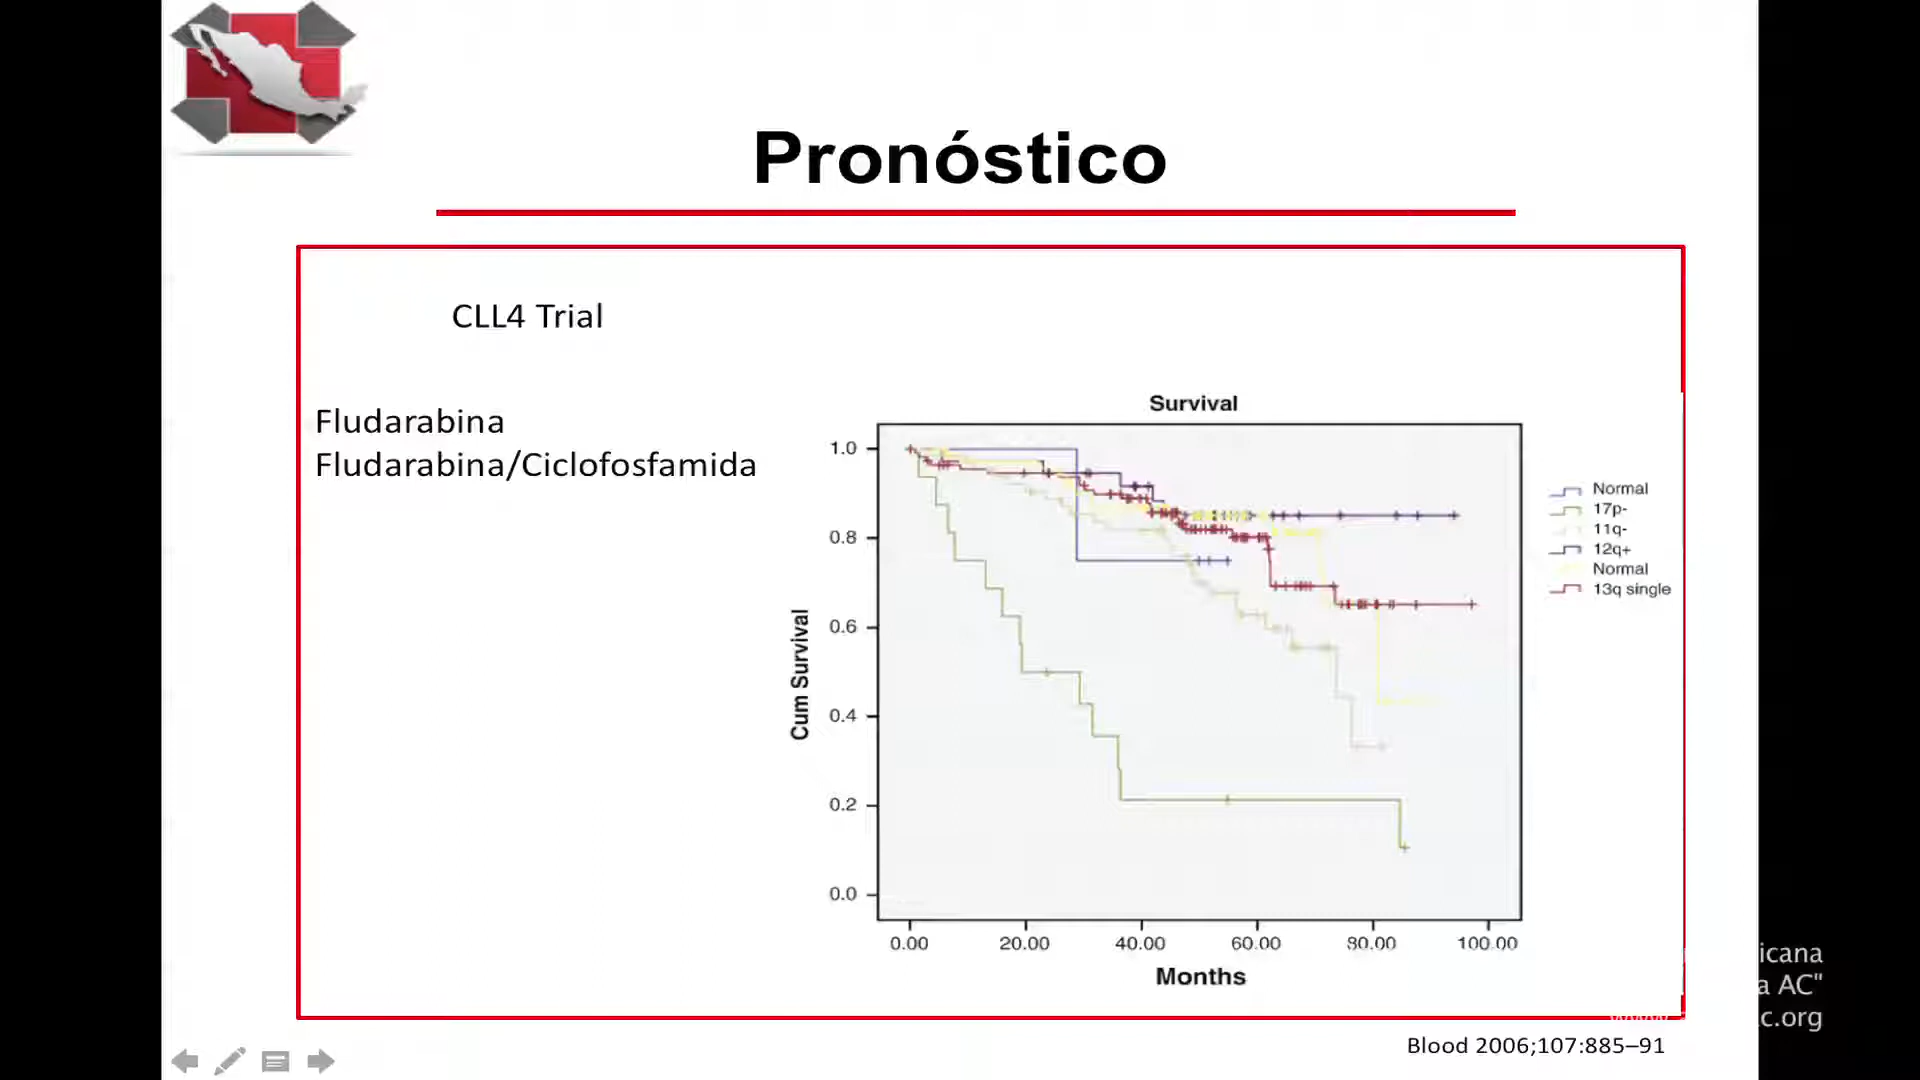 Pronóstico
CLL4 Trial
Fludarabina
Fludarabina/Ciclofosfamida
Survival
1.0
0.8
0.6
0.4
0.2
0.0
Cum Survival
0.00 20.00 40.00 60.00 80.00 100.00
Months
Normal
17p-
11q-
12q+
Normal
13q single
icana
a AC"
c.org
Blood 2006;107:885–91